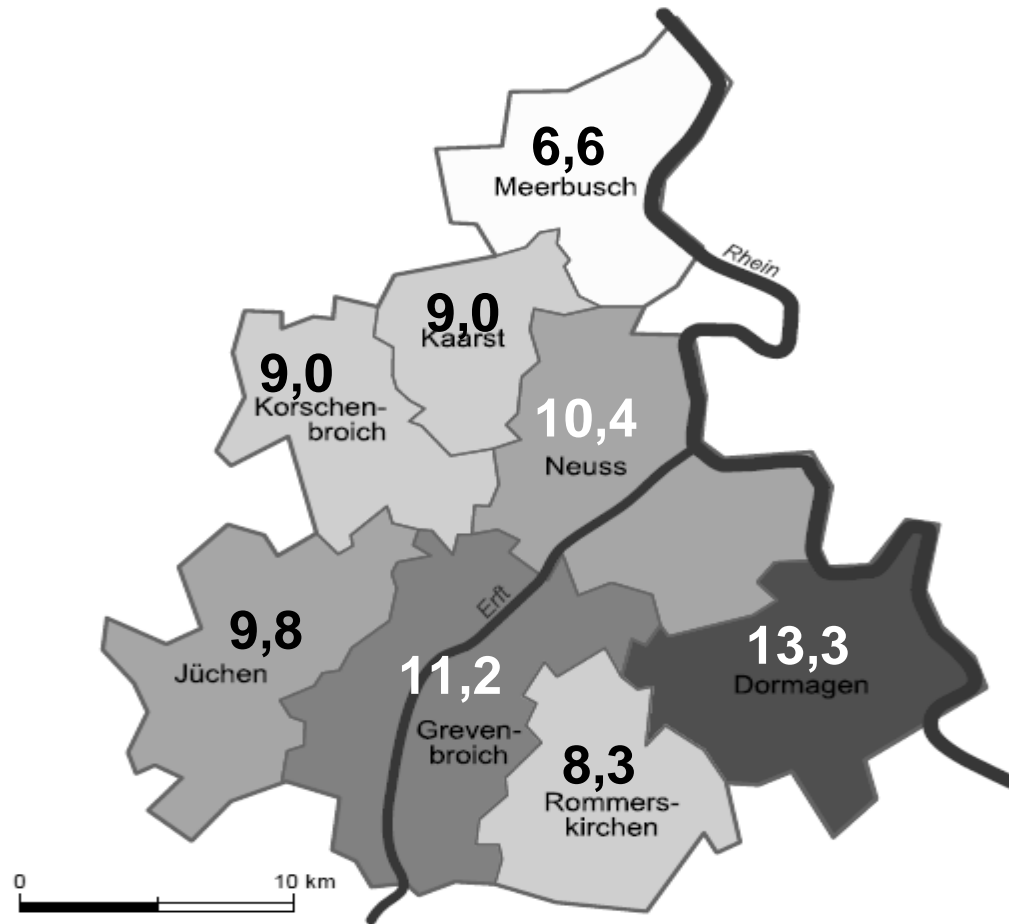 6,6
Meerbusch
Rhein
9,0
Kaarst
9,0
Korschen-
broich
10,4
Neuss
Erft
9,8
Jüchen
11,2
Greven-
broich
13,3
Dormagen
8,3
Rommers-
kirchen
0 10 km